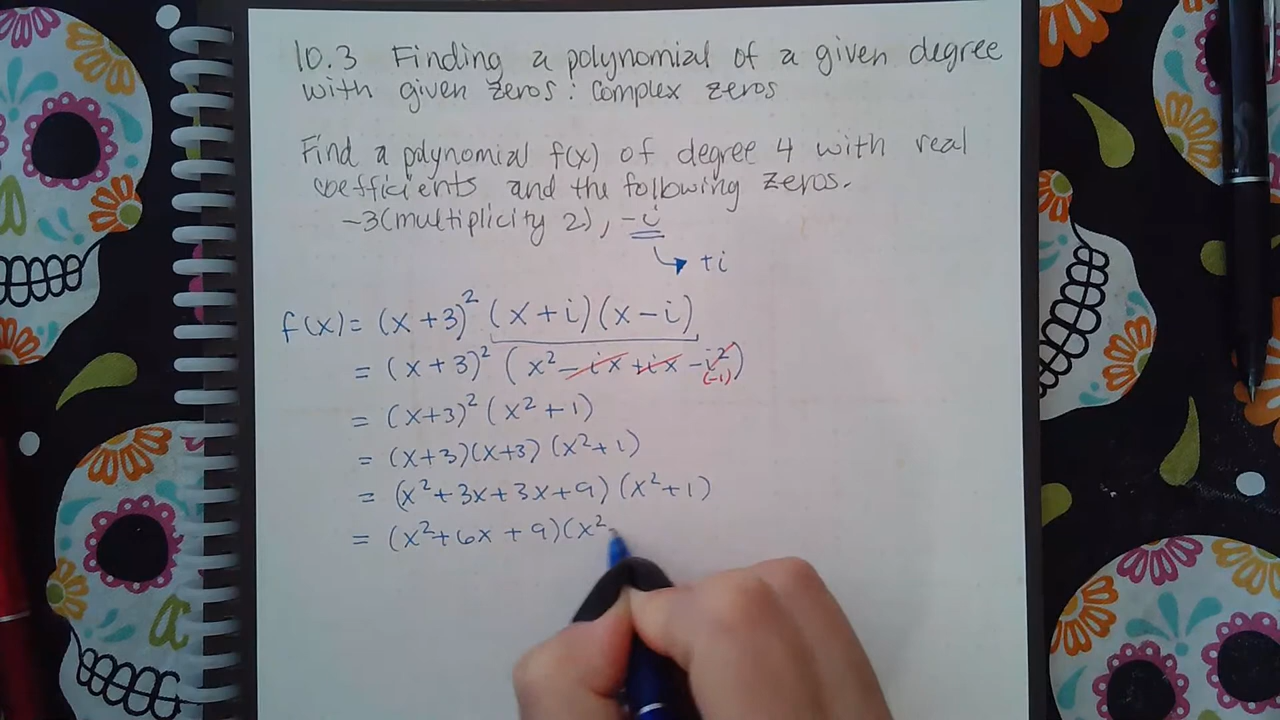 10.3 Finding a polynomial of a given degree
with given zeros: Complex zeros
Find a polynomial f(x) of degree 4 with real
coefficients and the following zeros.
-3(multiplicity 2), -i
+i
f(x) = (x+3)² (x+i)(x-i)
= (x+3)² (x² - ix + ix - i²)
(-1)
= (x+3)² (x² + 1)
= (x+3)(x+3) (x²+1)
= (x²+3x+3x+9) (x²+1)
= (x²+6x+9)(x²